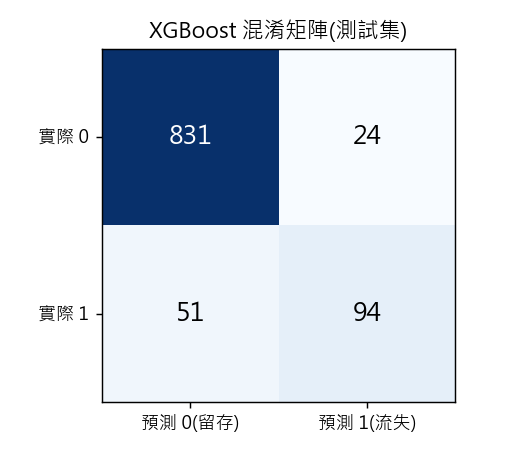 XGBoost 混淆矩陣(測試集)
實際 0
831
24
實際 1
51
94
預測 0(留存)
預測 1(流失)